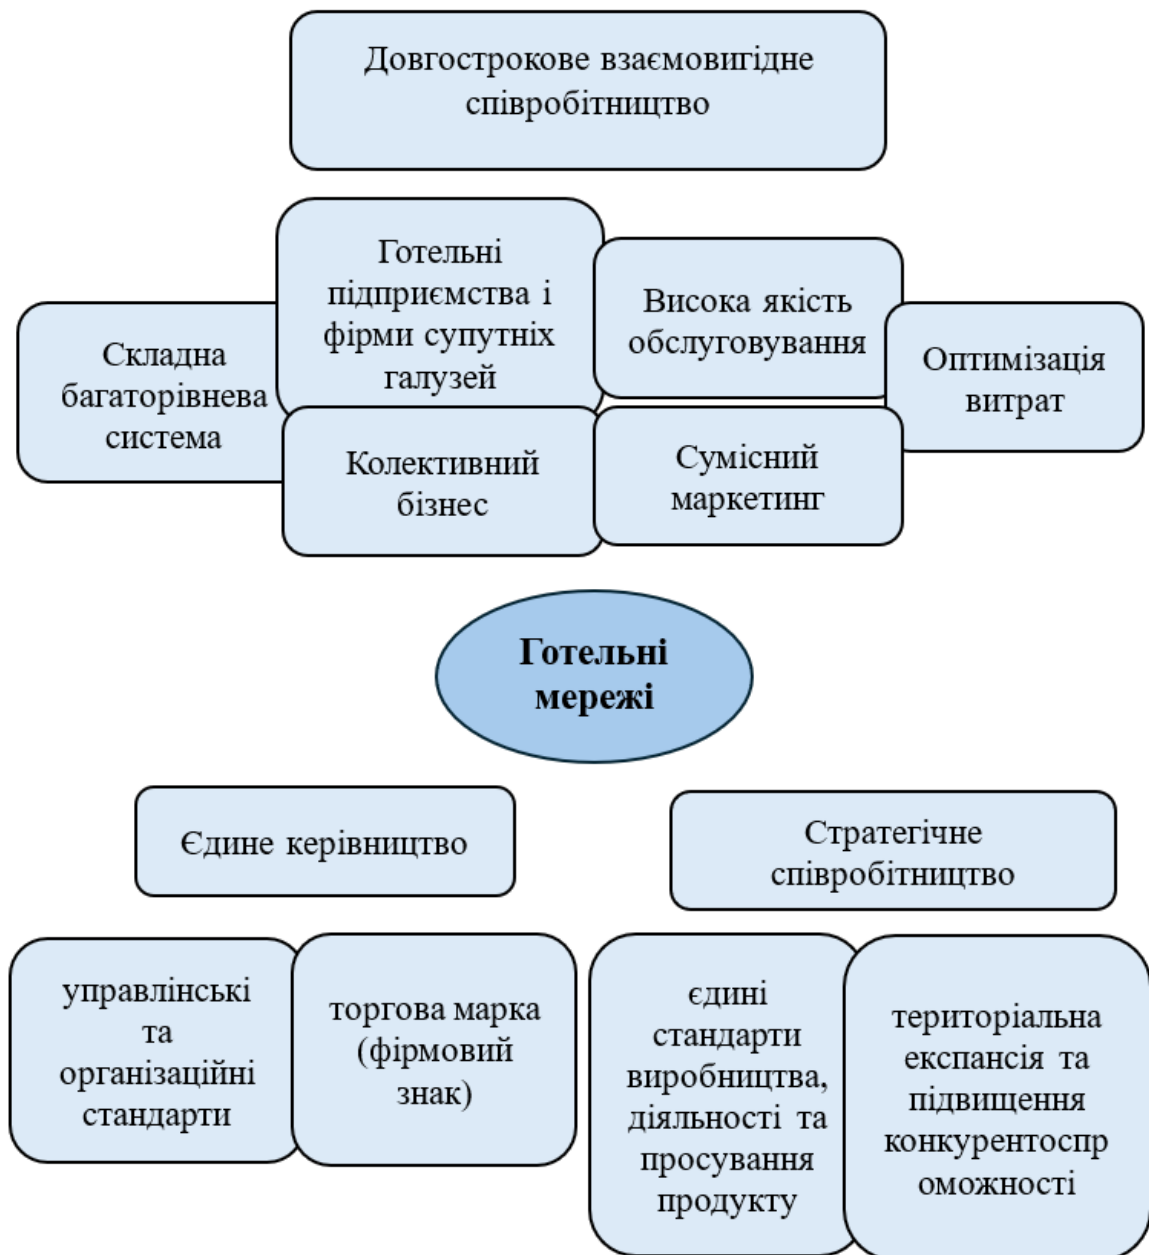 Довгострокове взаємовигідне
співробітництво
Готельні
підприємства і
фірми супутніх
галузей
Висока якість
обслуговування
Складна
багаторівнева
система
Оптимізація
витрат
Колективний
бізнес
Сумісний
маркетинг
Готельні
мережі
Єдине керівництво
Стратегічне
співробітництво
управлінські
та
організаційні
стандарти
торгова марка
(фірмовий
знак)
єдині
стандарти
виробництва,
діяльності та
просування
продукту
територіальна
експансія та
підвищення
конкурентоспр
оможності